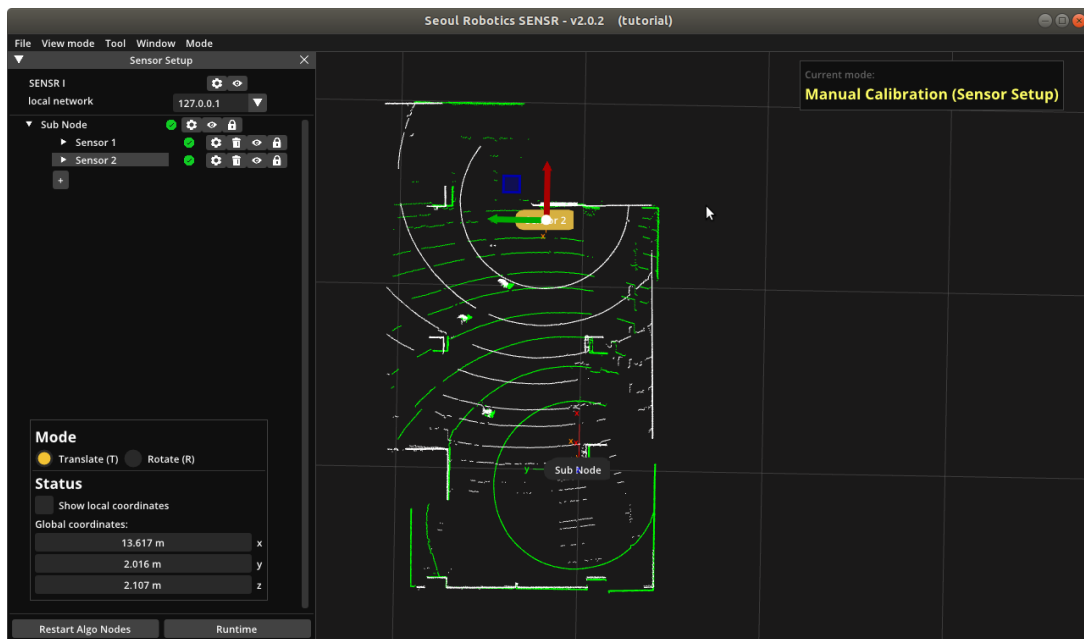 Seoul Robotics SENSR - v2.0.2 (tutorial)
File View mode Tool Window Mode
Sensor Setup
SENSR I
local network 127.0.0.1
Sub Node
Sensor 1
Sensor 2
+
Current mode:
Manual Calibration (Sensor Setup)
r 2
x
x
x
y
Sub Node
Mode
Translate (T) Rotate (R)
Status
Show local coordinates
Global coordinates:
13.617 m x
2.016 m y
2.107 m z
Restart Algo Nodes Runtime